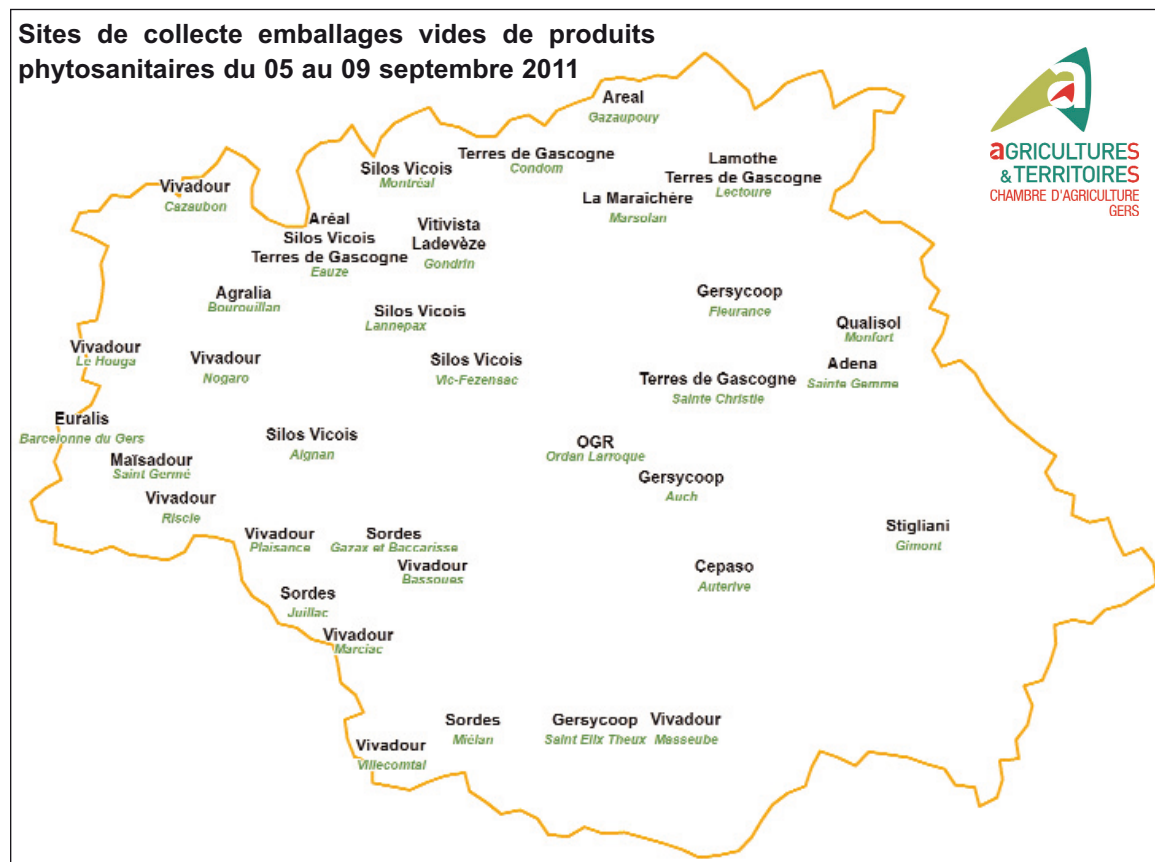 Sites de collecte emballages vides de produits
phytosanitaires du 05 au 09 septembre 2011
a
aGRICULTURES
& TERRITOIRES
CHAMBRE D'AGRICULTURE
GERS
Areal
Gazaupouy
Terres de Gascogne
Condom
Silos Vicois
Montréal
Lamothe
Terres de Gascogne
Lectoure
Vivadour
Cazaubon
La Maraîchère
Marsolan
Aréal
Silos Vicois
Terres de Gascogne
Eauze
Vitivista
Ladevèze
Gondrin
Agralia
Bourouillan
Silos Vicois
Lannepax
Gersycoop
Fleurance
Qualisol
Monfort
Vivadour
Le Houga
Vivadour
Nogaro
Silos Vicois
Vic-Fezensac
Adena
Sainte Gemme
Terres de Gascogne
Sainte Christie
Euralis
Barcelonne du Gers
Silos Vicois
Aignan
OGR
Ordan Larroque
Maïsadour
Saint Germé
Gersycoop
Auch
Vivadour
Riscle
Stigliani
Gimont
Vivadour
Plaisance
Sordes
Gazax et Baccarisse
Vivadour
Bassoues
Cepaso
Auterive
Sordes
Juillac
Vivadour
Marciac
Sordes
Miélan
Gersycoop
Saint Elix Theux
Vivadour
Masseube
Vivadour
Villecomtal